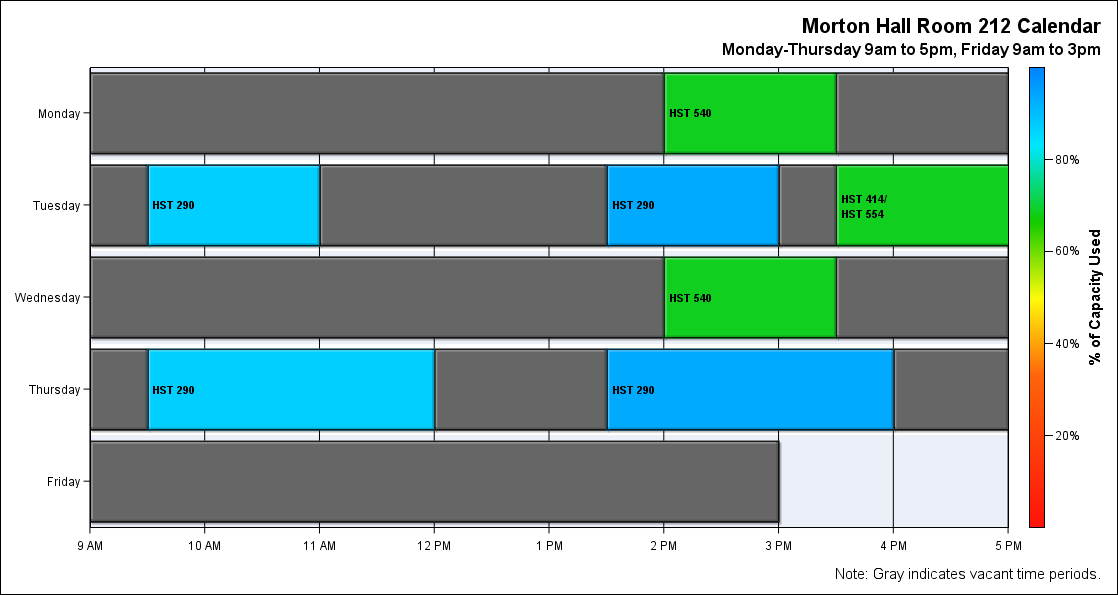 Morton Hall Room 212 Calendar
Monday-Thursday 9am to 5pm, Friday 9am to 3pm
Monday
HST 540
Tuesday
HST 290
HST 290
HST 414/
HST 554
Wednesday
HST 540
Thursday
HST 290
HST 290
Friday
9 AM
10 AM
11 AM
12 PM
1 PM
2 PM
3 PM
4 PM
5 PM
80%
60%
40%
20%
% of Capacity Used
Note: Gray indicates vacant time periods.